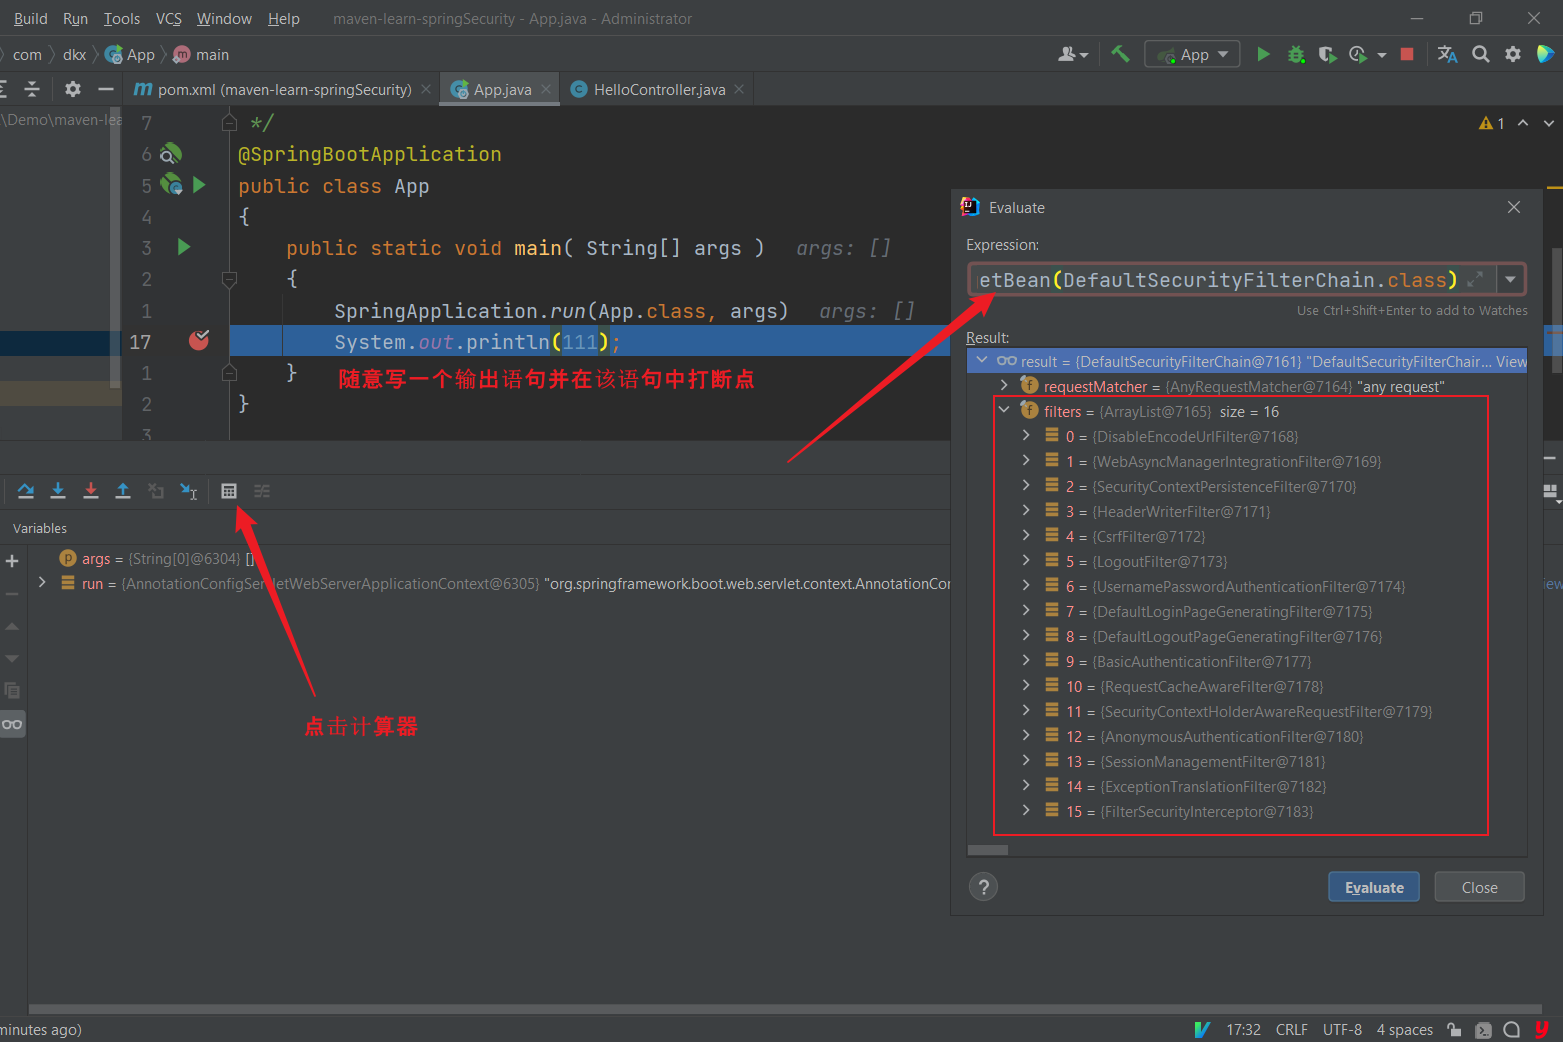 Build Run Tools VCS Window Help maven-learn-springSecurity - App.java - Administrator
com dkx App main
App
pom.xml (maven-learn-springSecurity) App.java HelloController.java
\Demo\maven-lea
7 */
1
6 @SpringBootApplication
5 public class App
4 {
3 public static void main( String[] args ) args: []
2 {
1 SpringApplication.run(App.class, args) args: []
17 System.out.println(111);
1 }
随意写一个输出语句并在该语句中打断点
2 }
3
Evaluate
Expression:
etBean(DefaultSecurityFilterChain.class)
Use Ctrl+Shift+Enter to add to Watches
Result:
result = {DefaultSecurityFilterChain@7161} "DefaultSecurityFilterChair... View
requestMatcher = {AnyRequestMatcher@7164} "any request"
filters = {ArrayList@7165} size = 16
0 = {DisableEncodeUrlFilter@7168}
1 = {WebAsyncManagerIntegrationFilter@7169}
2 = {SecurityContextPersistenceFilter@7170}
3 = {HeaderWriterFilter@7171}
4 = {CsrfFilter@7172}
5 = {LogoutFilter@7173}
6 = {UsernamePasswordAuthenticationFilter@7174}
7 = {DefaultLoginPageGeneratingFilter@7175}
8 = {DefaultLogoutPageGeneratingFilter@7176}
9 = {BasicAuthenticationFilter@7177}
10 = {RequestCacheAwareFilter@7178}
11 = {SecurityContextHolderAwareRequestFilter@7179}
12 = {AnonymousAuthenticationFilter@7180}
13 = {SessionManagementFilter@7181}
14 = {ExceptionTranslationFilter@7182}
15 = {FilterSecurityInterceptor@7183}
? Evaluate Close
Variables
args = {String[0]@6304} []
run = {AnnotationConfigServletWebServerApplicationContext@6305} "org.springframework.boot.web.servlet.context.AnnotationCo
iew
点击计算器
minutes ago) 17:32 CRLF UTF-8 4 spaces